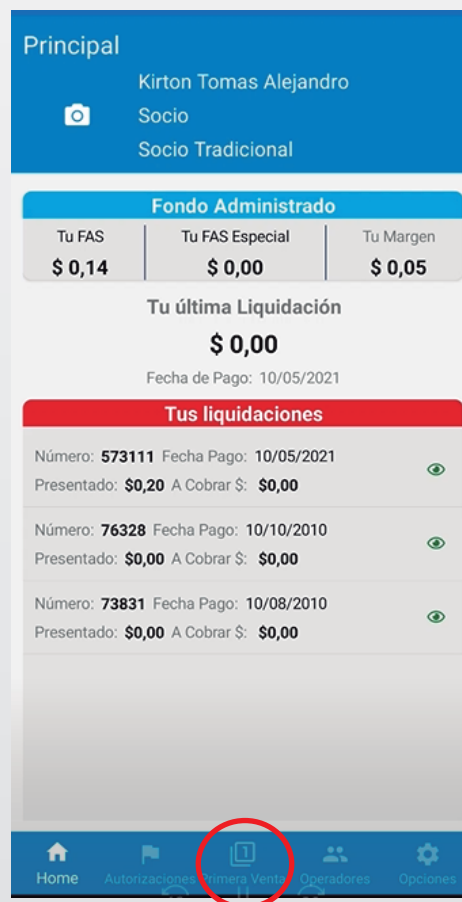 Principal
Kirton Tomas Alejandro
Socio
Socio Tradicional
Fondo Administrado
Tu FAS Tu FAS Especial Tu Margen
$ 0,14 $ 0,00 $ 0,05
Tu última Liquidación
$ 0,00
Fecha de Pago: 10/05/2021
Tus liquidaciones
Número: 573111 Fecha Pago: 10/05/2021
Presentado: $0,20 A Cobrar $: $0,00
Número: 76328 Fecha Pago: 10/10/2010
Presentado: $0,00 A Cobrar $: $0,00
Número: 73831 Fecha Pago: 10/08/2010
Presentado: $0,00 A Cobrar $: $0,00
1
Home Autorizaciones Primera Venta Operadores Opciones